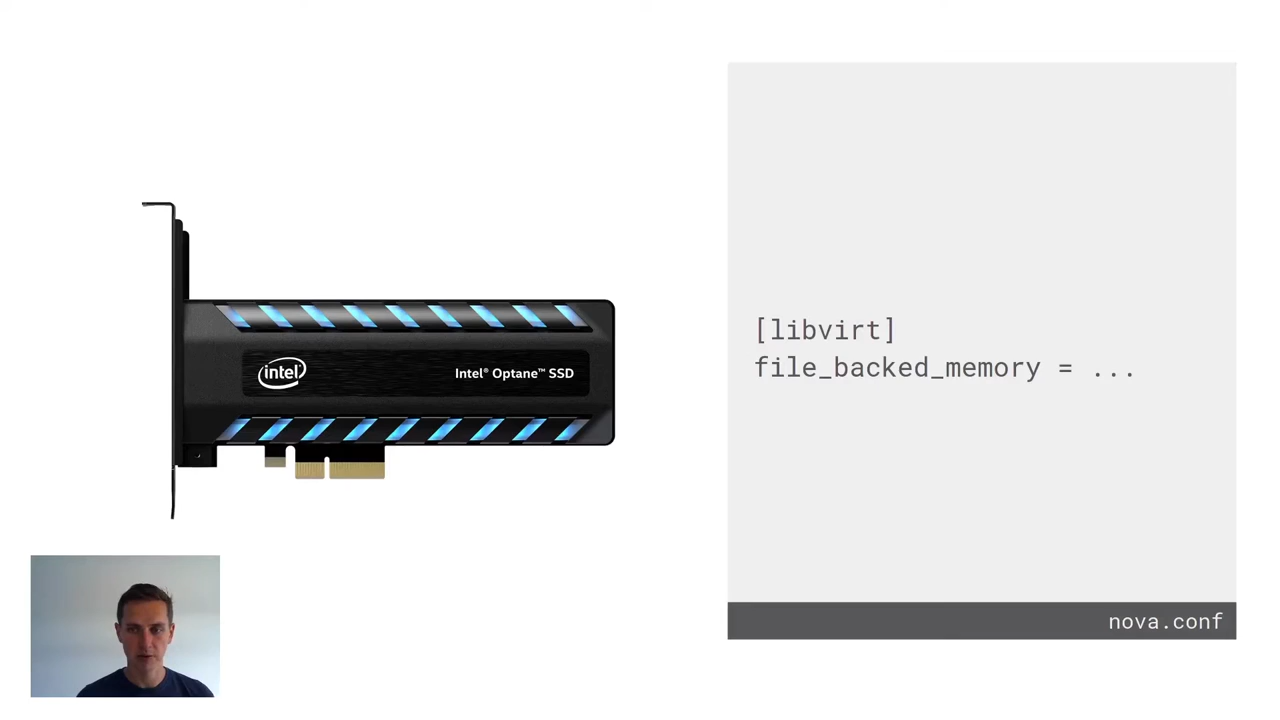 intel
Intel® Optane™ SSD
[libvirt]
file_backed_memory = ...
nova.conf